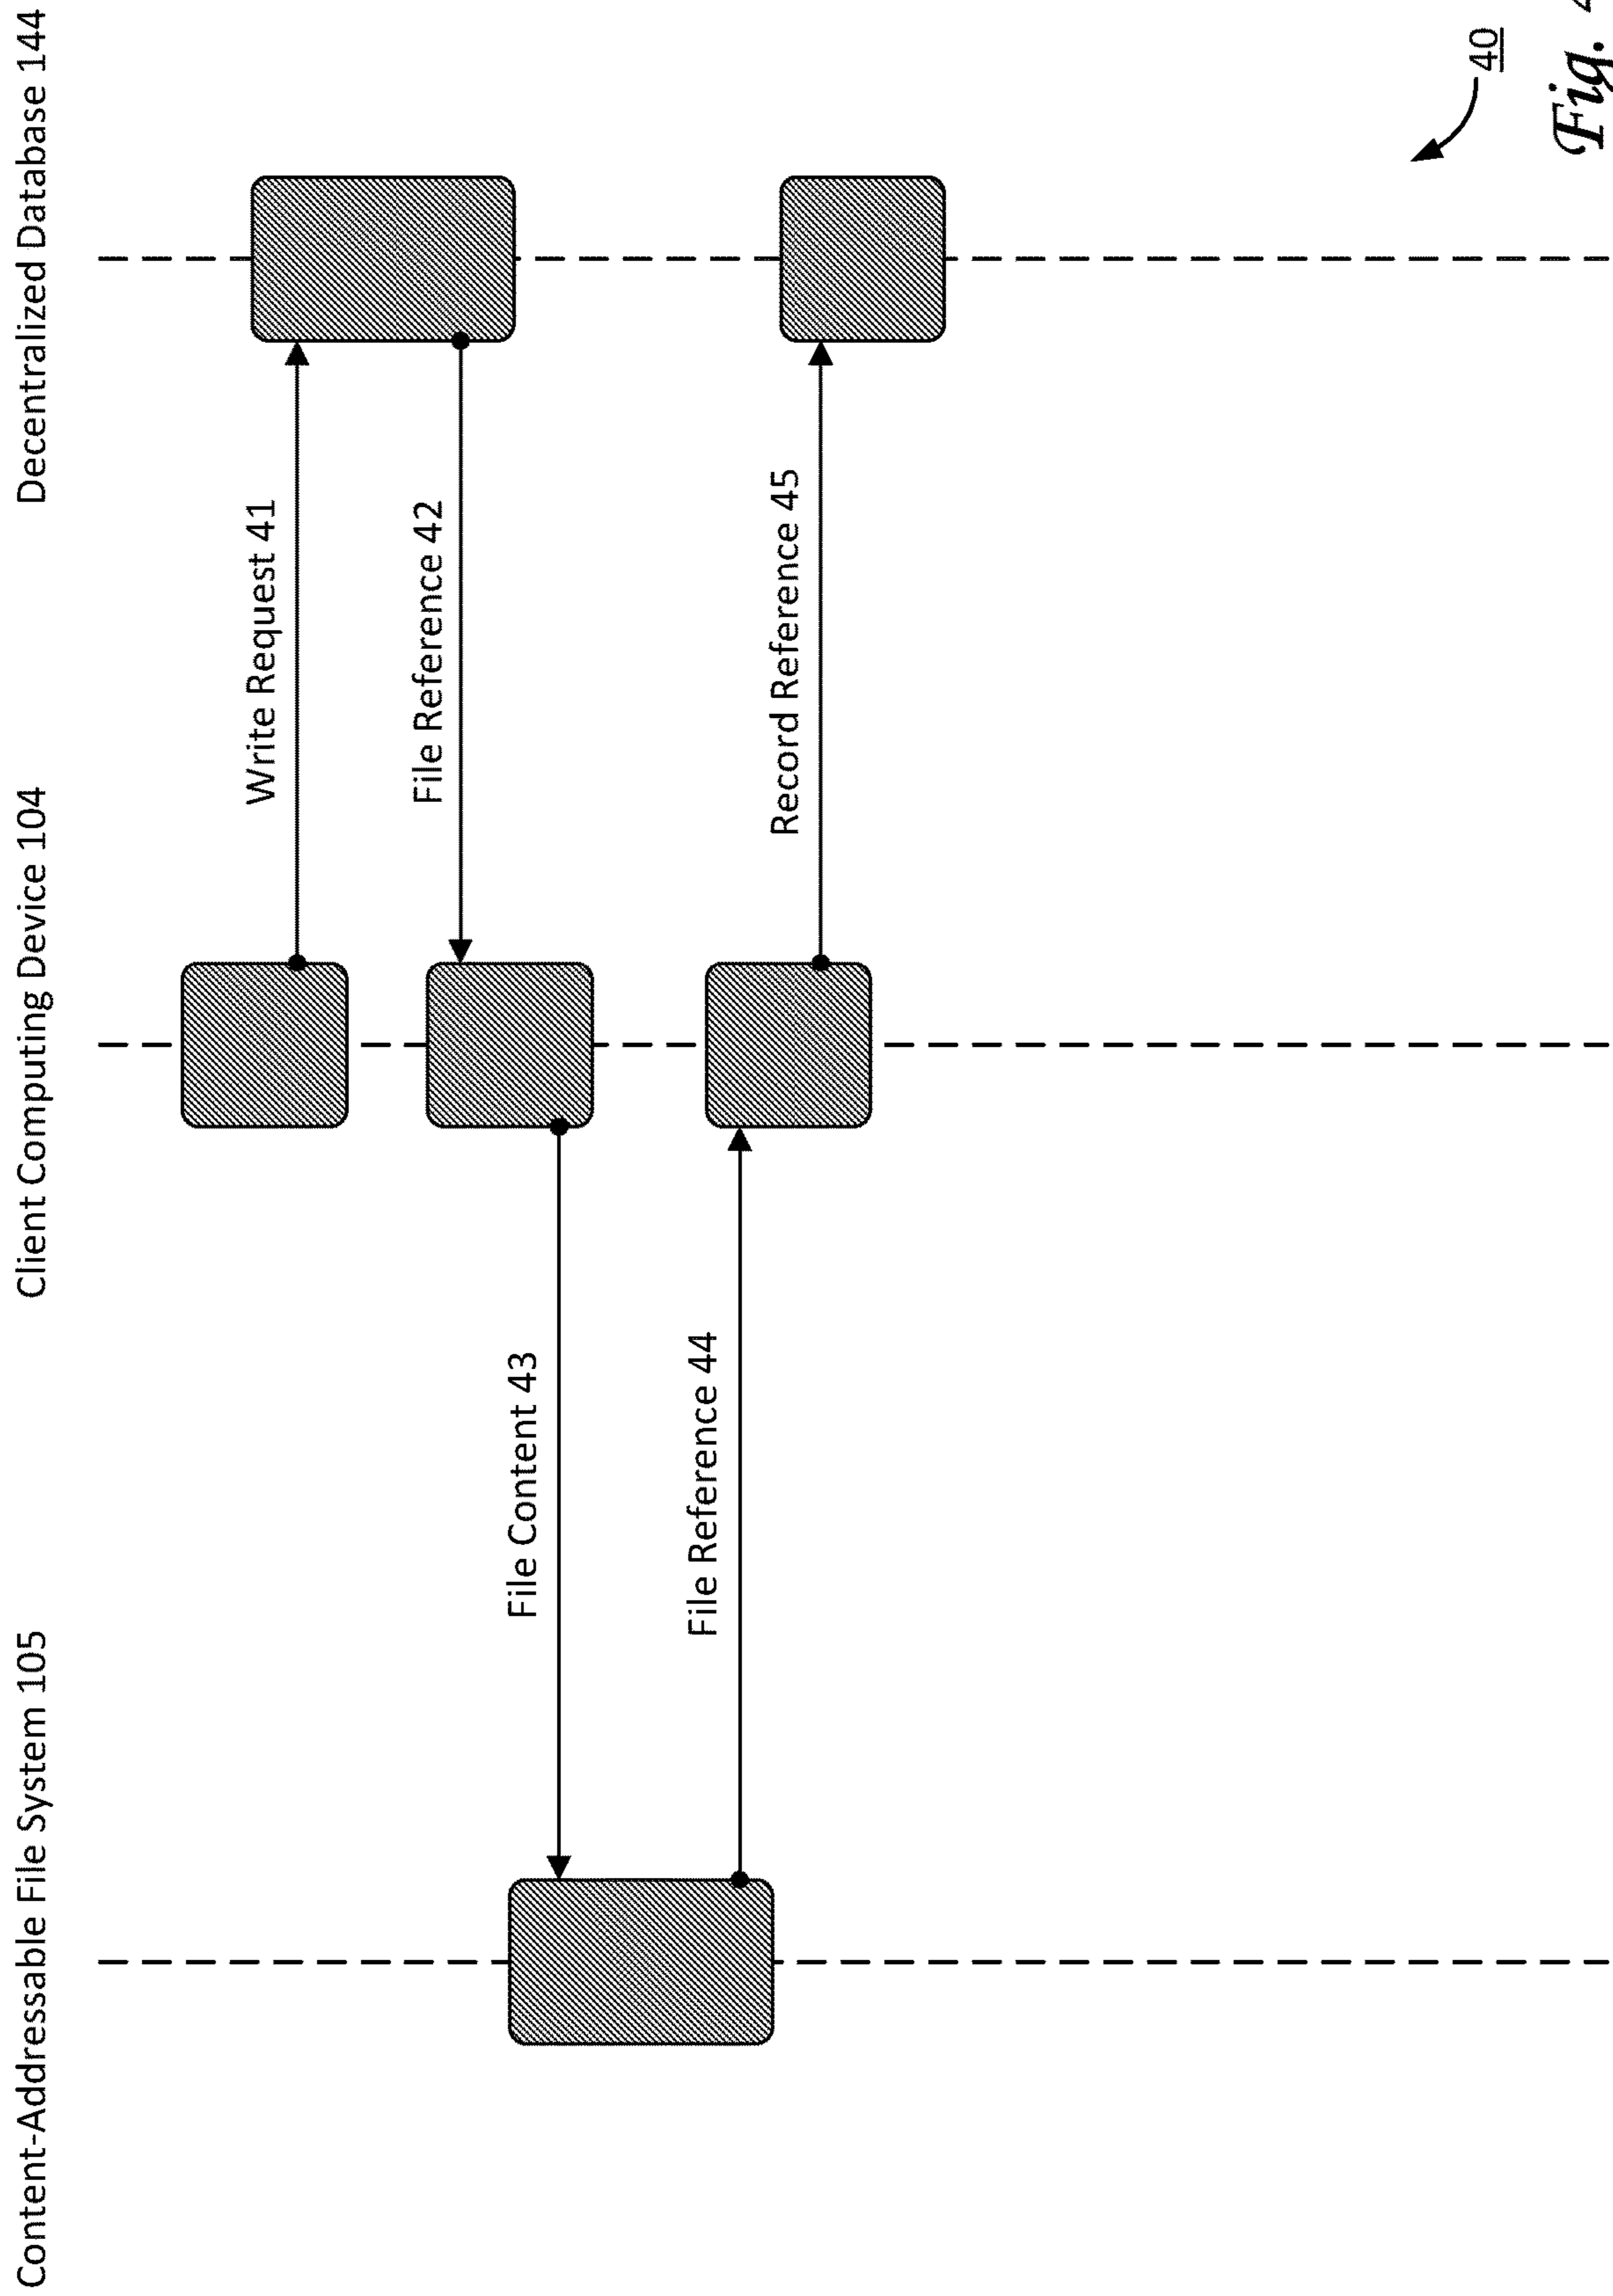 Content-Addressable File System 105
Client Computing Device 104
Decentralized Database 144
Write Request 41
File Reference 42
File Content 43
File Reference 44
Record Reference 45
40
Fig.